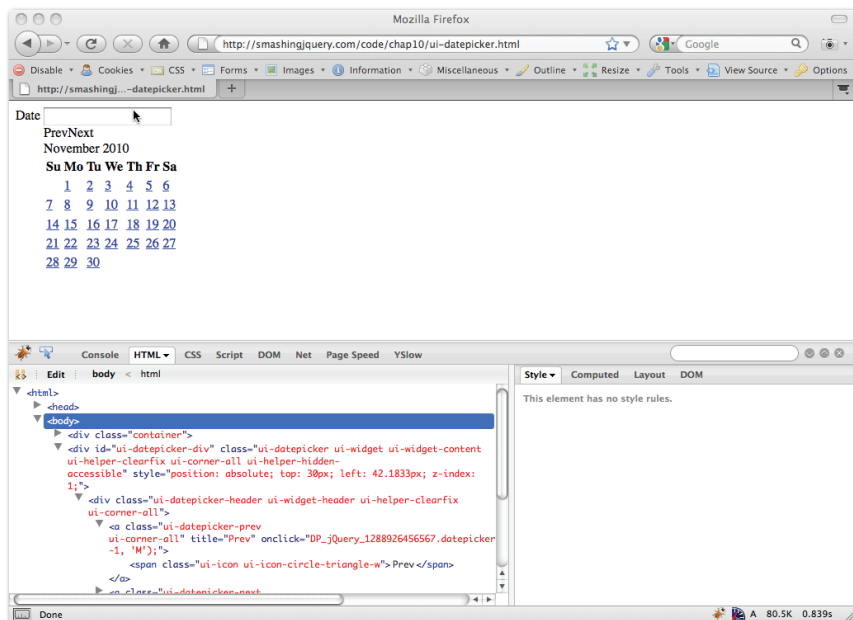 Mozilla Firefox
http://smashingjquery.com/code/chap10/ui-datepicker.html
Google
Disable Cookies CSS Forms Images Information Miscellaneous Outline Resize Tools View Source Options
http://smashingj...-datepicker.html +
Date
PrevNext
November 2010
Su Mo Tu We Th Fr Sa
1 2 3 4 5 6
7 8 9 10 11 12 13
14 15 16 17 18 19 20
21 22 23 24 25 26 27
28 29 30
Console HTML CSS Script DOM Net Page Speed YSlow
Edit body < html
Style Computed Layout DOM
This element has no style rules.
<html>
<head>
<body>
<div class="container">
<div id="ui-datepicker-div" class="ui-datepicker ui-widget ui-widget-content
ui-helper-clearfix ui-corner-all ui-helper-hidden-
accessible" style="position: absolute; top: 30px; left: 42.1833px; z-index:
1;">
<div class="ui-datepicker-header ui-widget-header ui-helper-clearfix
ui-corner-all">
<a class="ui-datepicker-prev
ui-corner-all" title="Prev" onclick="DP_jQuery_1288926456567.datepicker
-1, 'M');">
<span class="ui-icon ui-icon-circle-triangle-w">Prev</span>
</a>
<a class="ui-datepicker-next
Done
A 80.5K 0.839s